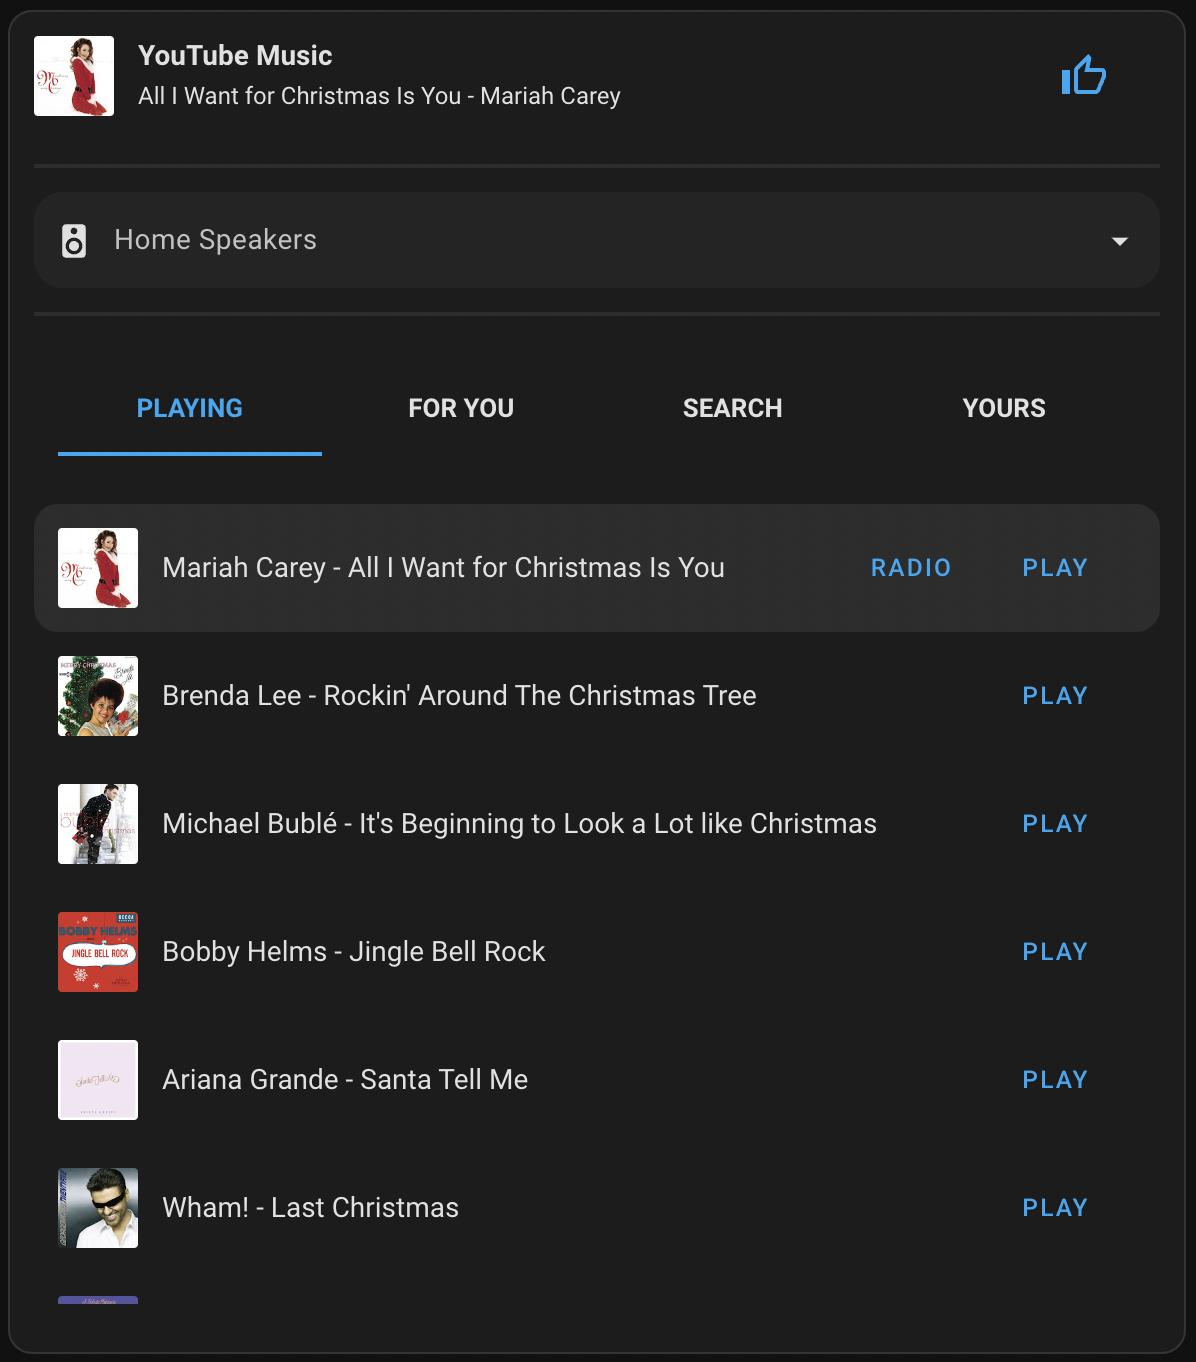 YouTube Music
All I Want for Christmas Is You - Mariah Carey
Home Speakers
PLAYING FOR YOU SEARCH YOURS
Mariah Carey - All I Want for Christmas Is You RADIO PLAY
MERRY CHRISTMAS
Brenda Lee - Rockin' Around The Christmas Tree PLAY
Michael Bublé - It's Beginning to Look a Lot like Christmas PLAY
DECCA
BOBBY HELMS
JINGLE BELL ROCK
Bobby Helms - Jingle Bell Rock PLAY
Ariana Grande - Santa Tell Me PLAY
Wham! - Last Christmas PLAY